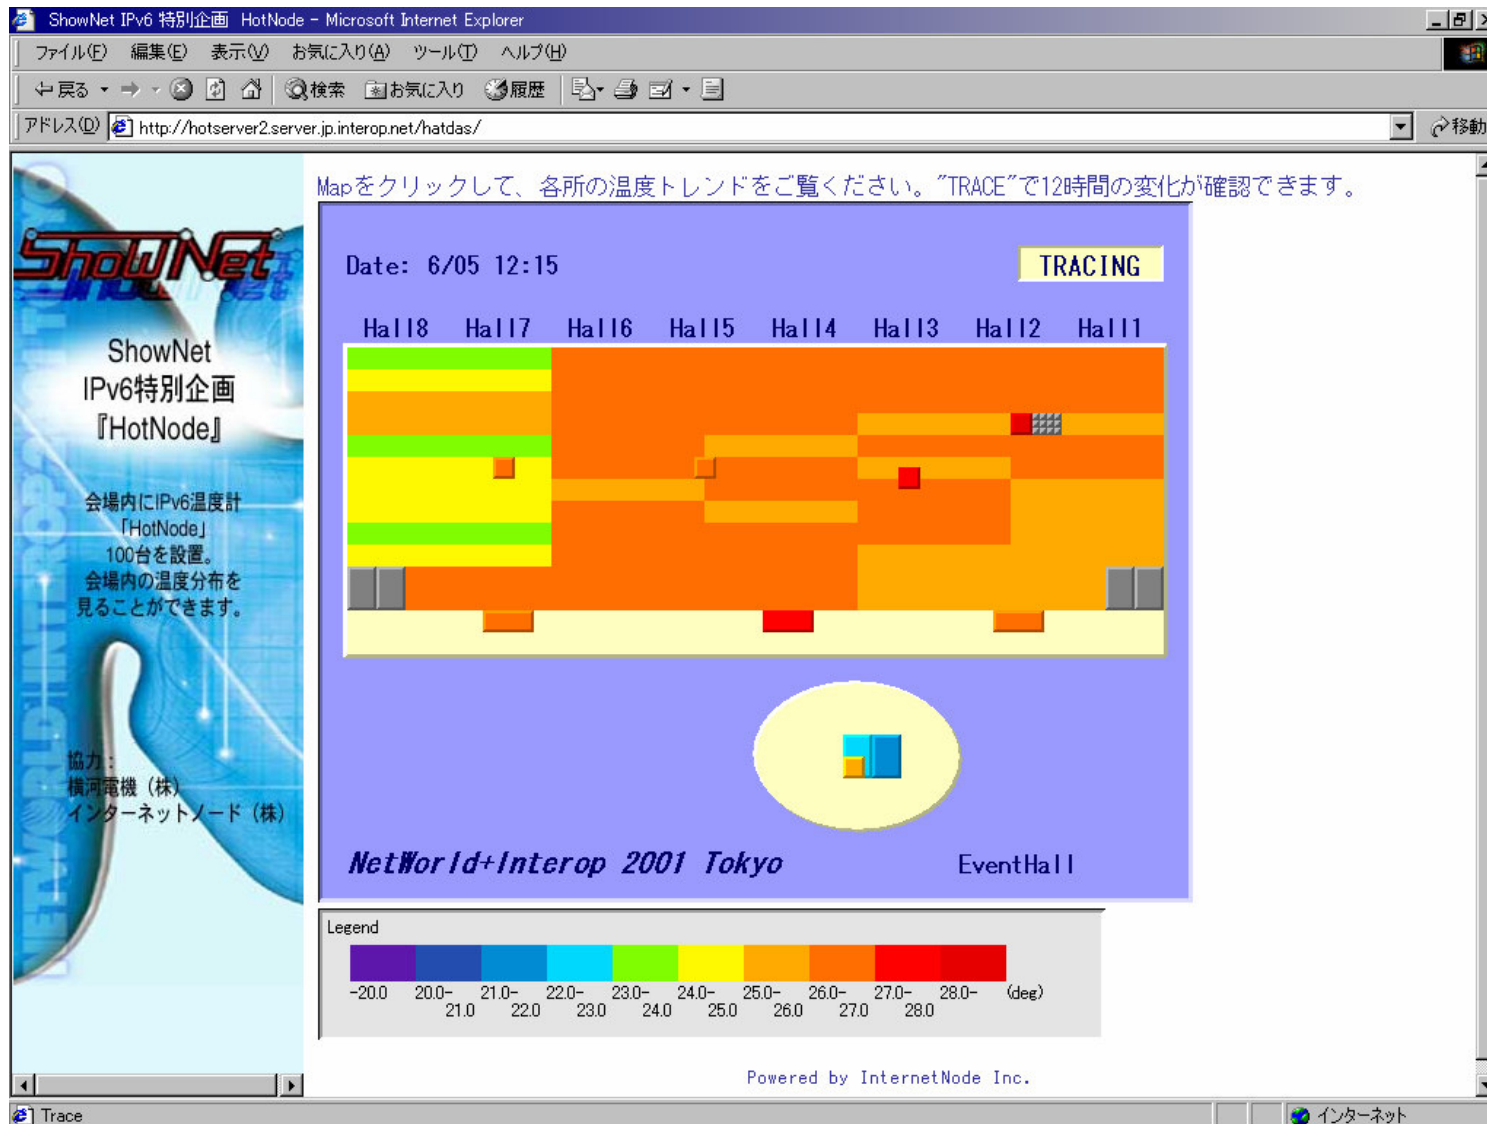 ShowNet IPv6 特別企画 HotNode - Microsoft Internet Explorer
ファイル(F) 編集(E) 表示(V) お気に入り(A) ツール(T) ヘルプ(H)
戻る 検索 お気に入り 履歴
アドレス(D) http://hotserver2.server.jp.interop.net/hatdas/ 移動
ShowNet
ShowNet
IPv6特別企画
『HotNode』
会場内にIPv6温度計
「HotNode」
100台を設置。
会場内の温度分布を
見ることができます。
協力：
横河電機（株）
インターネットノード（株）
Mapをクリックして、各所の温度トレンドをご覧ください。"TRACE"で12時間の変化が確認できます。
Date: 6/05 12:15 TRACING
Hall8 Hall7 Hall6 Hall5 Hall4 Hall3 Hall2 Hall1
NetWorld+Interop 2001 Tokyo EventHall
Legend
-20.0 20.0- 21.0- 22.0- 23.0- 24.0- 25.0- 26.0- 27.0- 28.0- (deg)
21.0 22.0 23.0 24.0 25.0 26.0 27.0 28.0
Powered by InternetNode Inc.
Trace インターネット